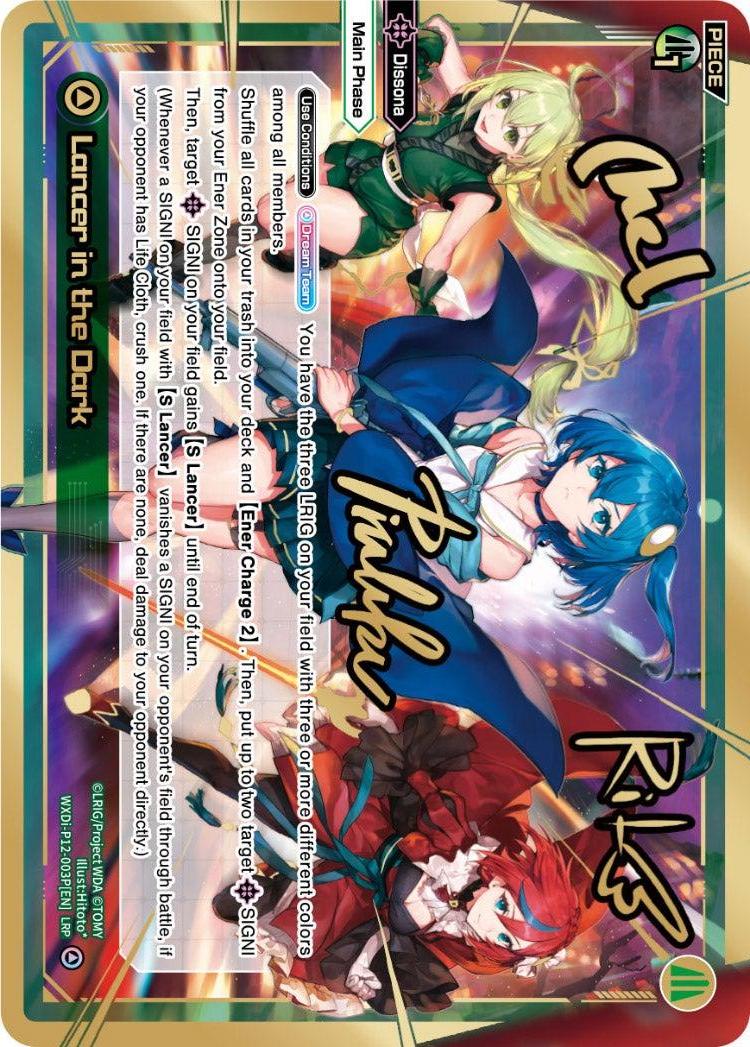 PIECE
1
Dissona
Main Phase
Mel
Pinlhu
RiLG
Use Conditions Dream Team You have the three LRIG on your field with three or more different colors
among all members.
Shuffle all cards in your trash into your deck and [Ener Charge 2]. Then, put up to two target SIGNI
from your Ener Zone onto your field.
Then, target SIGNI on your field gains [S Lancer] until end of turn.
(Whenever a SIGNI on your field with [S Lancer] vanishes a SIGNI on your opponent's field through battle, if
your opponent has Life Cloth, crush one. If there are none, deal damage to your opponent directly.)
Lancer in the Dark
©LRIG/Project WDA ©TOMY
Illust:Hitoto*
WXDi-P12-003P[EN] LRP